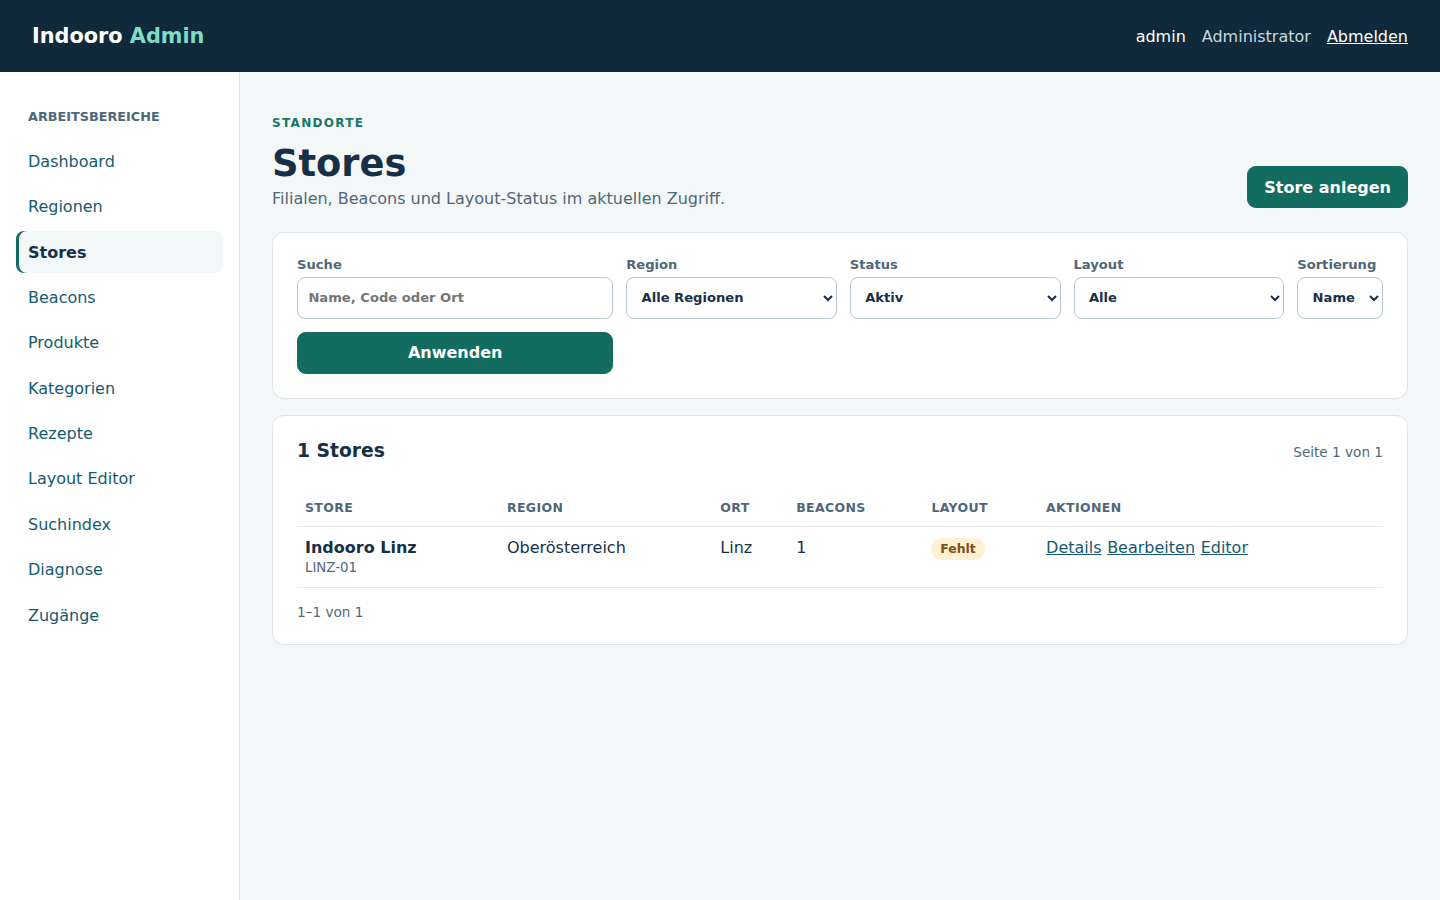 Indooro Admin
admin Administrator Abmelden
ARBEITSBEREICHE
Dashboard
Regionen
Stores
Beacons
Produkte
Kategorien
Rezepte
Layout Editor
Suchindex
Diagnose
Zugänge
STANDORTE
Stores
Filialen, Beacons und Layout-Status im aktuellen Zugriff.
Store anlegen
Suche Region Status Layout Sortierung
Name, Code oder Ort Alle Regionen Aktiv Alle Name
Anwenden
1 Stores
Seite 1 von 1
STORE REGION ORT BEACONS LAYOUT AKTIONEN
Indooro Linz Oberösterreich Linz 1 Fehlt Details Bearbeiten Editor
LINZ-01
1–1 von 1